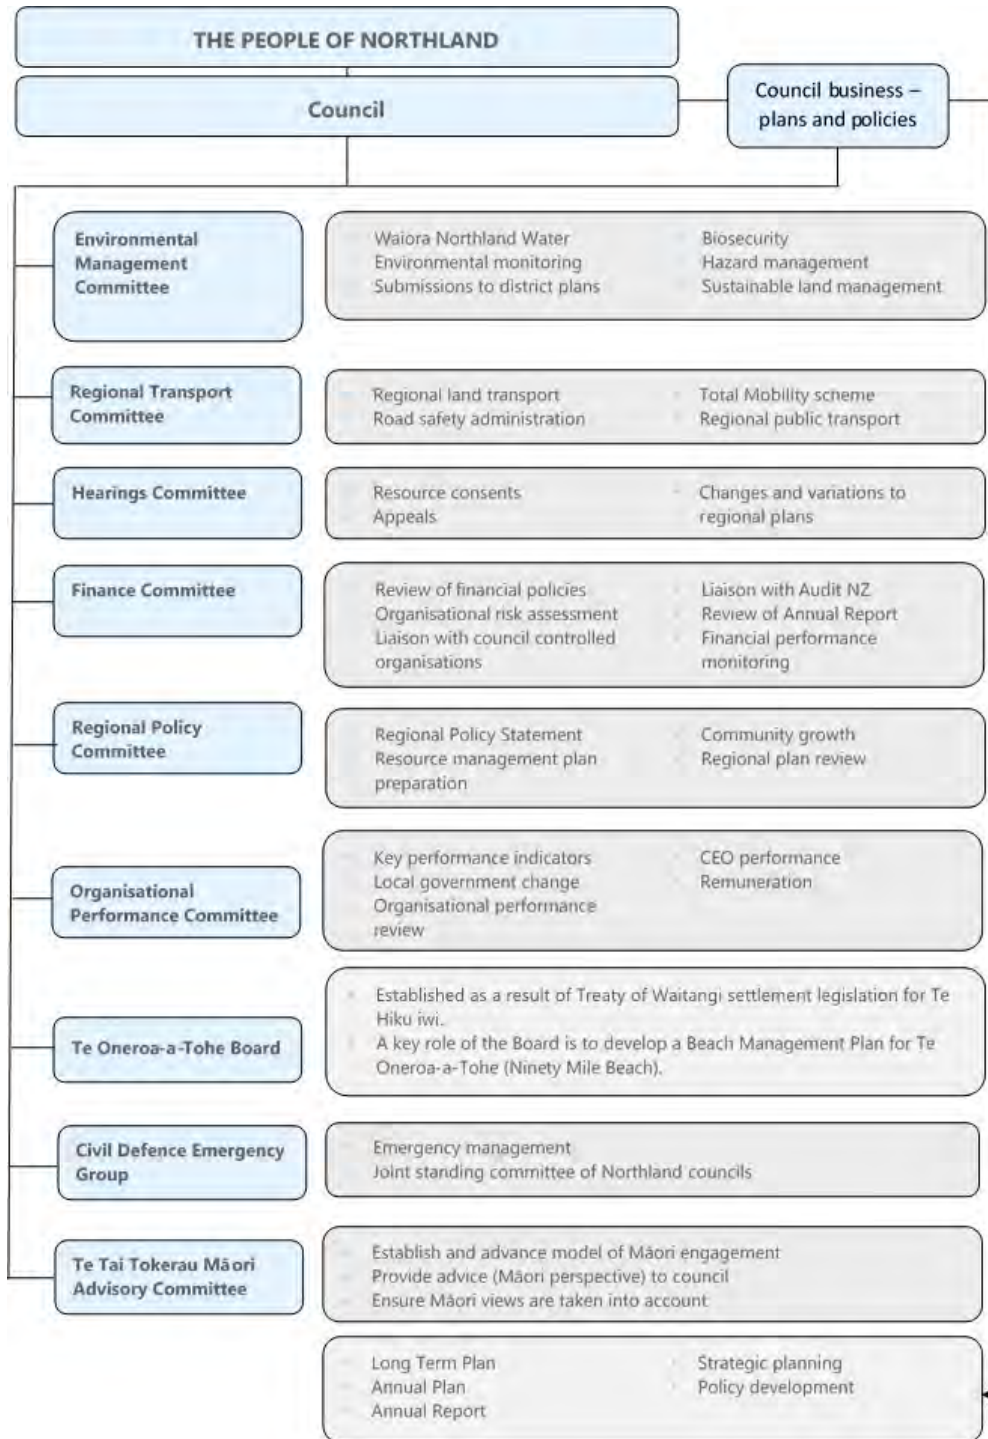 THE PEOPLE OF NORTHLAND
Council
Council business –
plans and policies
Environmental
Management
Committee
Waiora Northland Water
Environmental monitoring
Submissions to district plans
Biosecurity
Hazard management
Sustainable land management
Regional Transport
Committee
Regional land transport
Road safety administration
Total Mobility scheme
Regional public transport
Hearings Committee
Resource consents
Appeals
Changes and variations to
regional plans
Finance Committee
Review of financial policies
Organisational risk assessment
Liaison with council controlled
organisations
Liaison with Audit NZ
Review of Annual Report
Financial performance
monitoring
Regional Policy
Committee
Regional Policy Statement
Resource management plan
preparation
Community growth
Regional plan review
Organisational
Performance Committee
Key performance indicators
Local government change
Organisational performance
review
CEO performance
Remuneration
Te Oneroa-a-Tohe Board
Established as a result of Treaty of Waitangi settlement legislation for Te
Hiku iwi.
A key role of the Board is to develop a Beach Management Plan for Te
Oneroa-a-Tohe (Ninety Mile Beach).
Civil Defence Emergency
Group
Emergency management
Joint standing committee of Northland councils
Te Tai Tokerau Māori
Advisory Committee
Establish and advance model of Māori engagement
Provide advice (Māori perspective) to council
Ensure Māori views are taken into account
Long Term Plan
Annual Plan
Annual Report
Strategic planning
Policy development